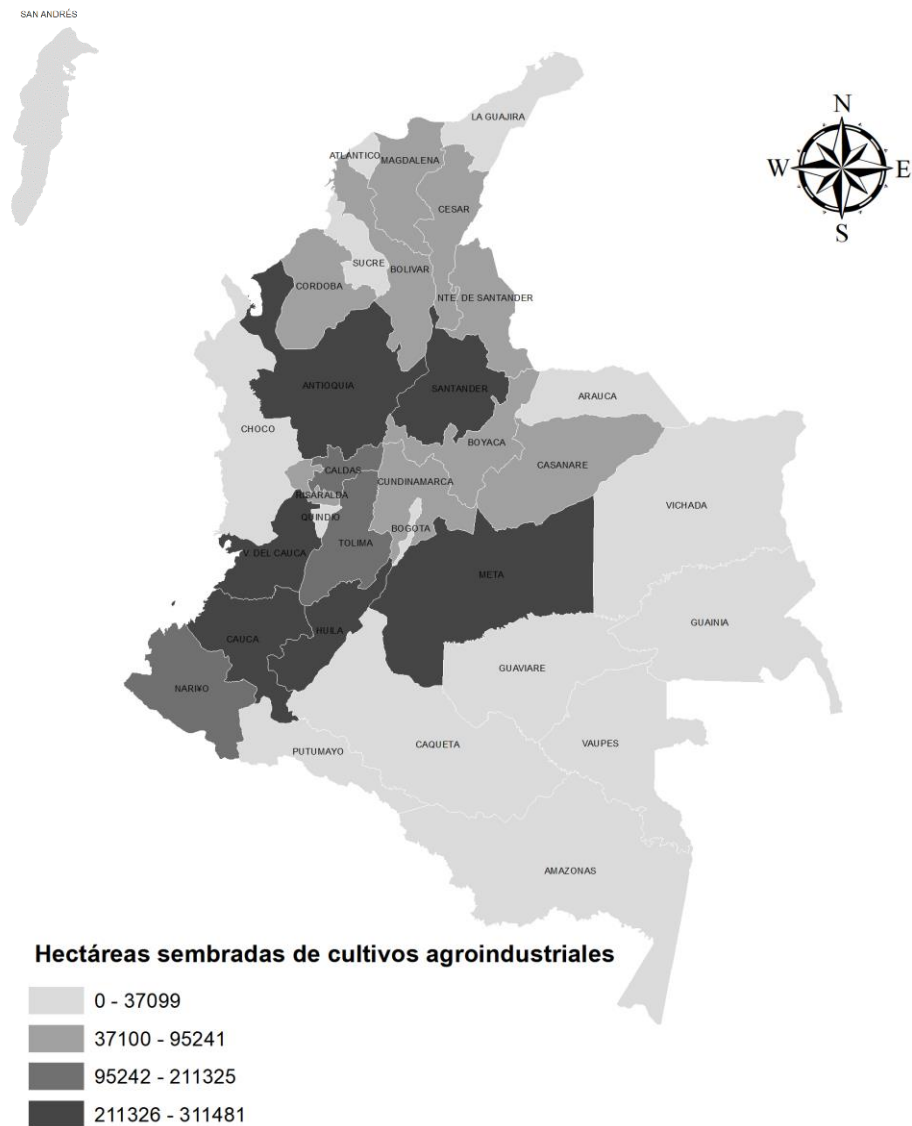 SAN ANDRÉS
N
W E
S
LA GUAJIRA
ATLANTICO
MAGDALENA
CESAR
SUCRE
BOLIVAR
CORDOBA
NTE. DE SANTANDER
ANTIOQUIA
SANTANDER
ARAUCA
CHOCO
BOYACA
CASANARE
CALDAS
CUNDINAMARCA
RISARALDA
VICHADA
QUINDIO
BOGOTA
TOLIMA
V. DEL CAUCA
META
GUAINIA
HUILA
CAUCA
GUAVIARE
NARI¥O
CAQUETA
VAUPES
PUTUMAYO
AMAZONAS
Hectáreas sembradas de cultivos agroindustriales
0 - 37099
37100 - 95241
95242 - 211325
211326 - 311481